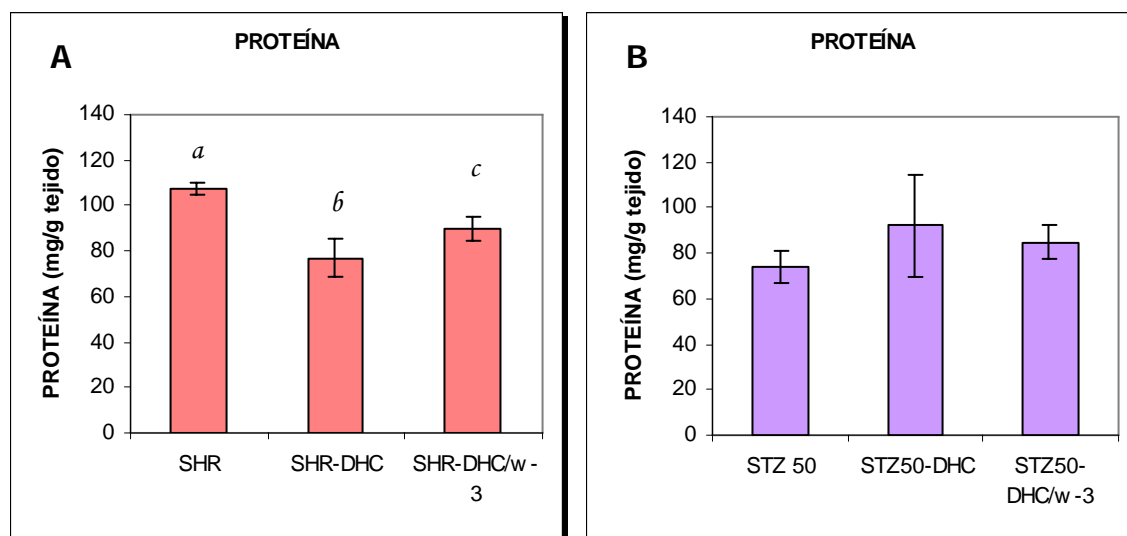 A
PROTEÍNA
PROTEÍNA (mg/g tejido)
140
120
100
80
60
40
20
0
a
b
c
SHR
SHR-DHC
SHR-DHC/w -
3
B
PROTEÍNA
PROTEÍNA (mg/g tejido)
140
120
100
80
60
40
20
0
STZ 50
STZ50-DHC
STZ50-
DHC/w -3